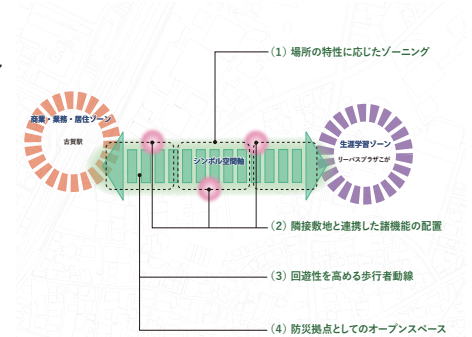 (1) 場所の特性に応じたゾーニング
商業・業務・居住ゾーン
古賀駅
シンボル空間軸
生涯学習ゾーン
リーパスプラザこが
(2) 隣接敷地と連携した諸機能の配置
(3) 回遊性を高める歩行者動線
(4) 防災拠点としてのオープンスペース